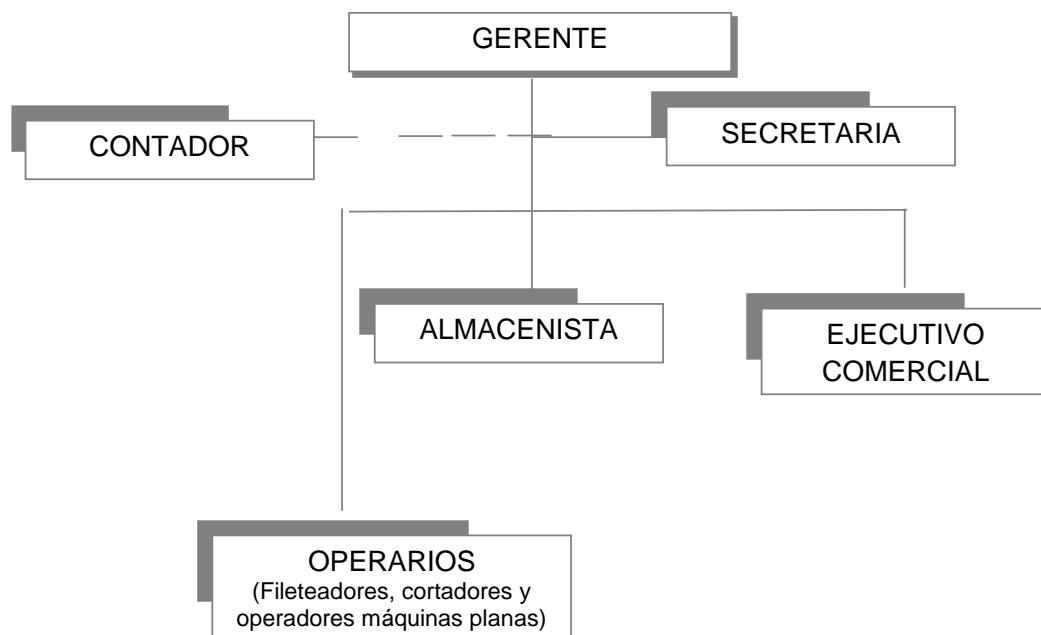 GERENTE
CONTADOR
SECRETARIA
ALMACENISTA
EJECUTIVO
COMERCIAL
OPERARIOS
(Fileteadores, cortadores y
operadores máquinas planas)